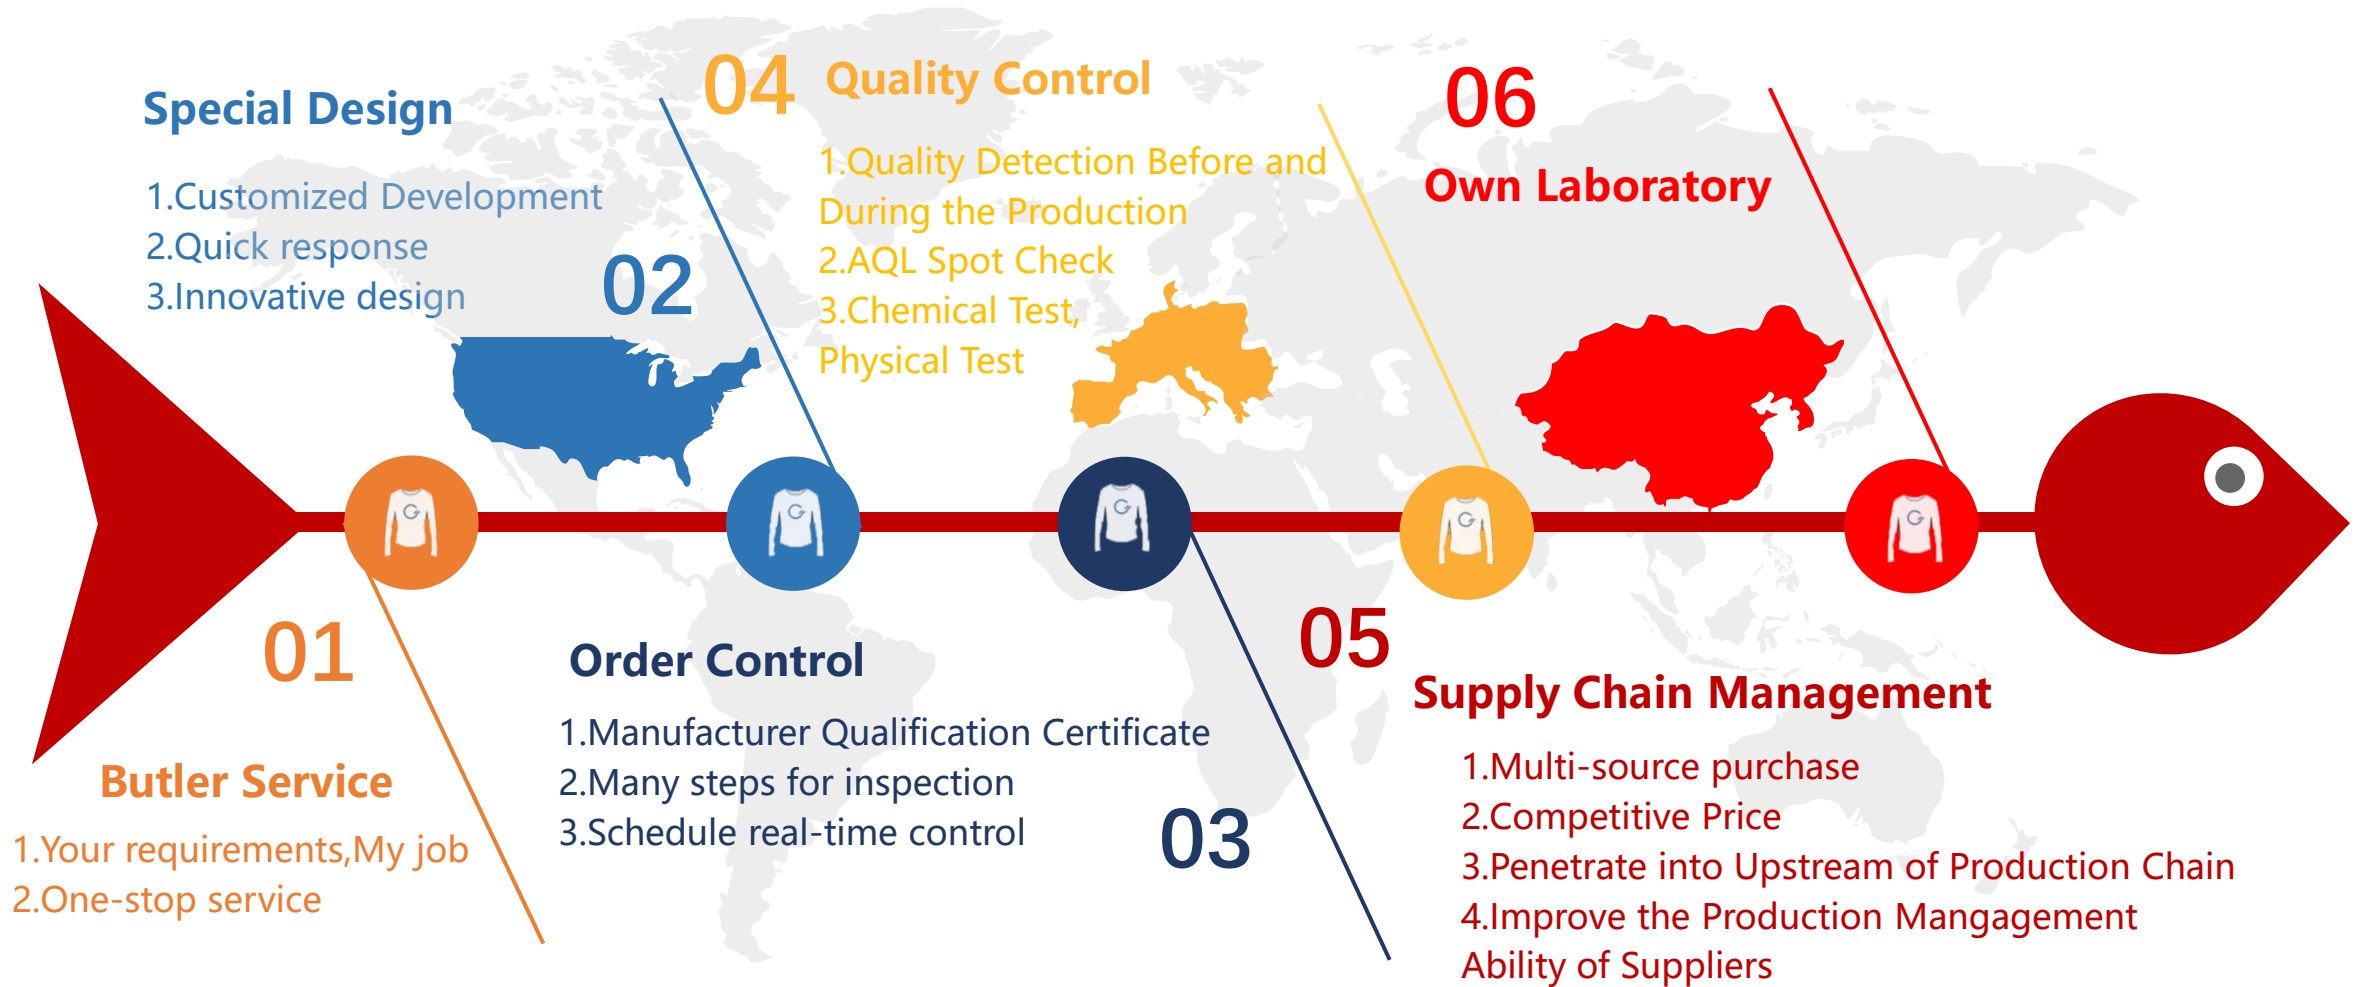 01
Butler Service
1.Your requirements,My job
2.One-stop service
02
Special Design
1.Customized Development
2.Quick response
3.Innovative design
03
Order Control
1.Manufacturer Qualification Certificate
2.Many steps for inspection
3.Schedule real-time control
04
Quality Control
1.Quality Detection Before and
During the Production
2.AQL Spot Check
3.Chemical Test,
Physical Test
05
Supply Chain Management
1.Multi-source purchase
2.Competitive Price
3.Penetrate into Upstream of Production Chain
4.Improve the Production Mangagement
Ability of Suppliers
06
Own Laboratory